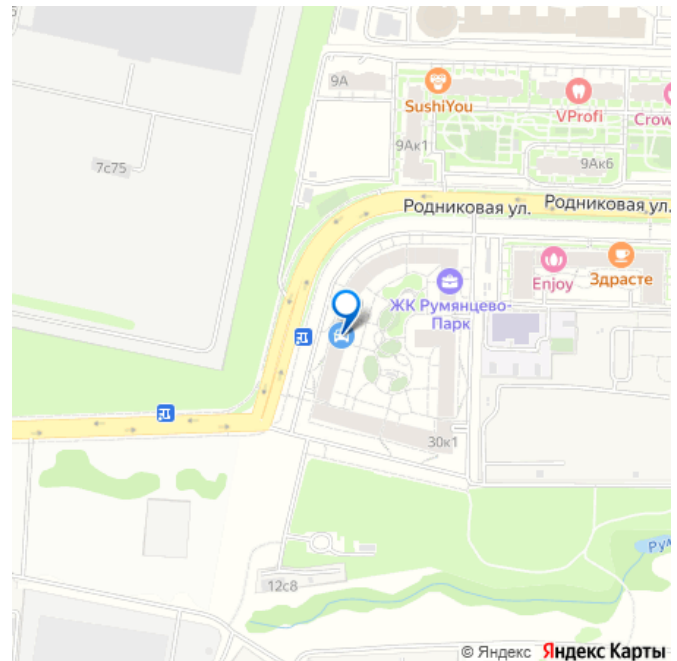 9А
SushiYou
VProfi
Crow
9Ак1
9Ак6
7с75
Родниковая ул.
Родниковая ул.
Enjoy
Здрасте
ЖК Румянцево-
Парк
30к1
Рум
12с8
© Яндекс Яндекс Карты